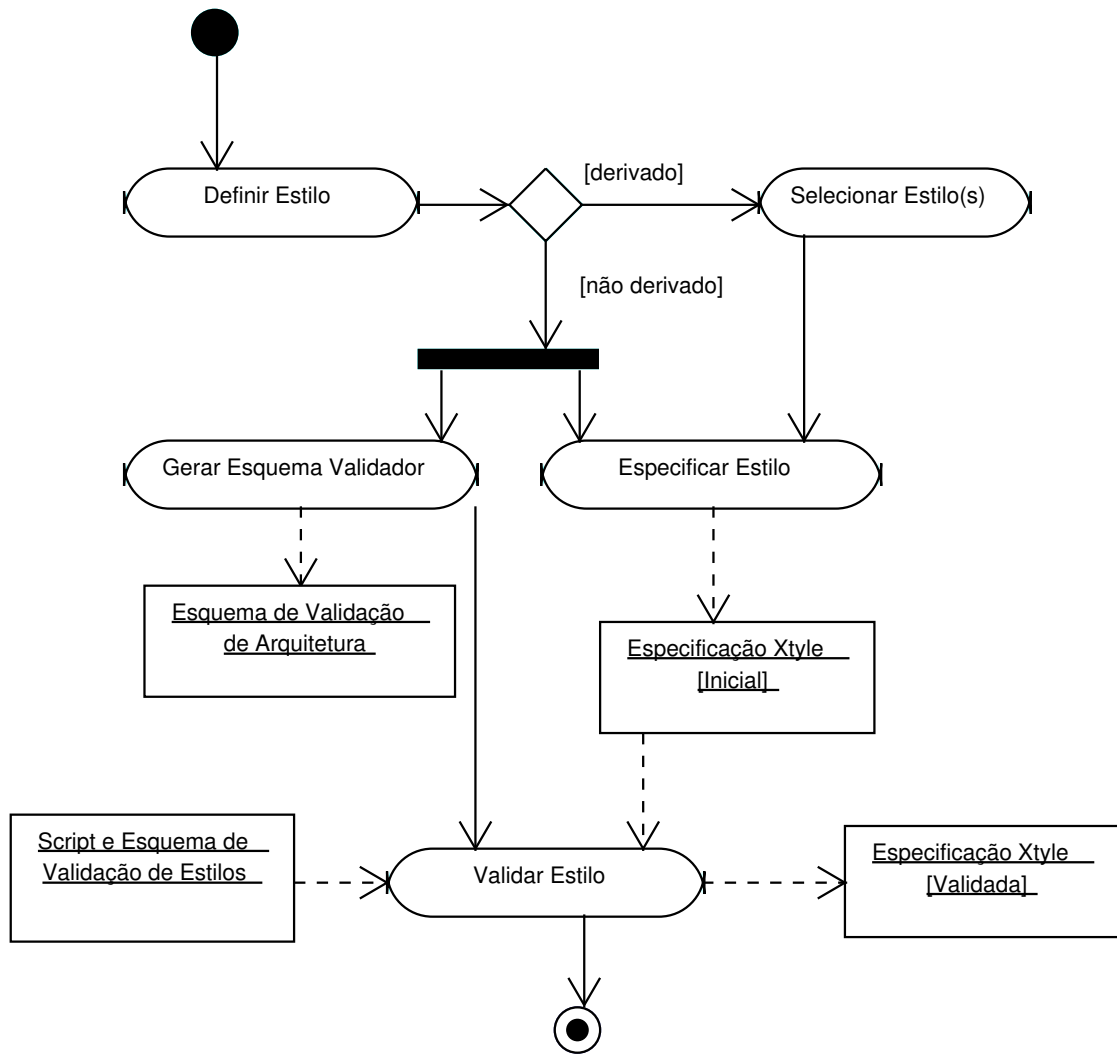 Definir Estilo
[derivado]
Selecionar Estilo(s)
[não derivado]
Gerar Esquema Validador
Especificar Estilo
Esquema de Validação
de Arquitetura
Especificação Xtyle
[Inicial]
Script e Esquema de
Validação de Estilos
Validar Estilo
Especificação Xtyle
[Validada]